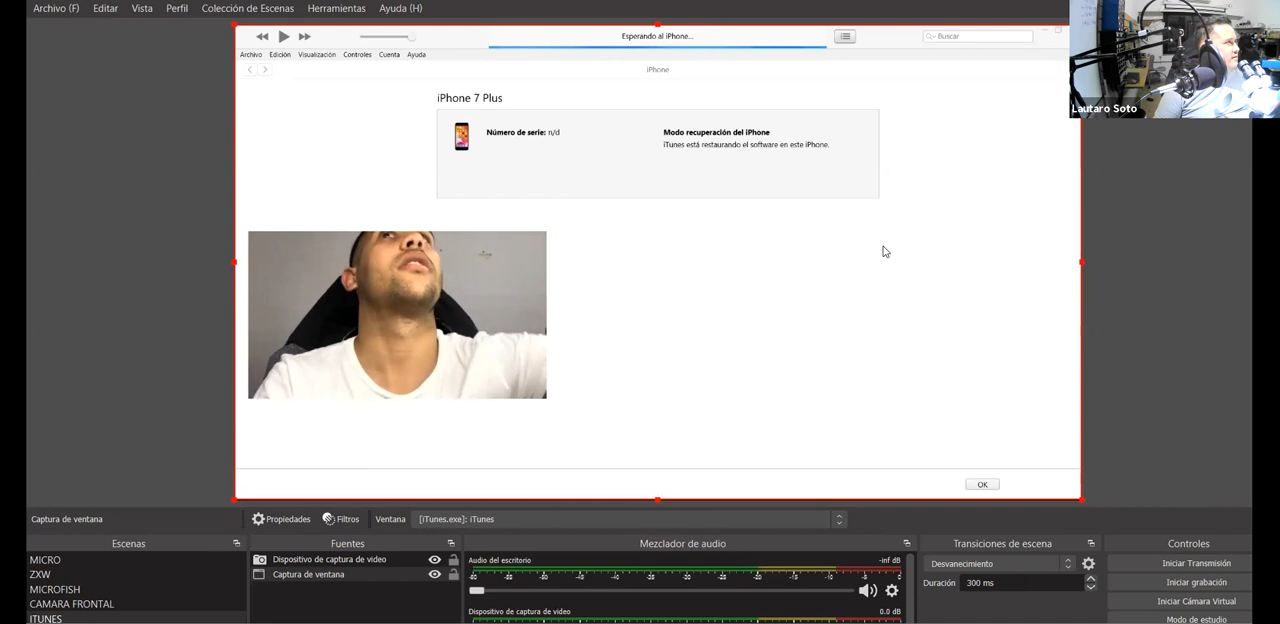 Archivo (F) Editar Vista Perfil Colección de Escenas Herramientas Ayuda (H)
Esperando al iPhone...
Buscar
Archivo Edición Visualización Controles Cuenta Ayuda
iPhone
iPhone 7 Plus
Número de serie: n/d
Modo recuperación del iPhone
iTunes está restaurando el software en este iPhone.
Lautaro Soto
OK
Captura de ventana
Propiedades Filtros Ventana [iTunes.exe]: iTunes
Escenas
MICRO
ZXW
MICROFISH
CAMARA FRONTAL
ITUNES
Fuentes
Dispositivo de captura de video
Captura de ventana
Mezclador de audio
Audio del escritorio -inf dB
Dispositivo de captura de video 0.0 dB
Transiciones de escena
Desvanecimiento
Duración 300 ms
Controles
Iniciar Transmisión
Iniciar grabación
Iniciar Cámara Virtual
Modo de estudio